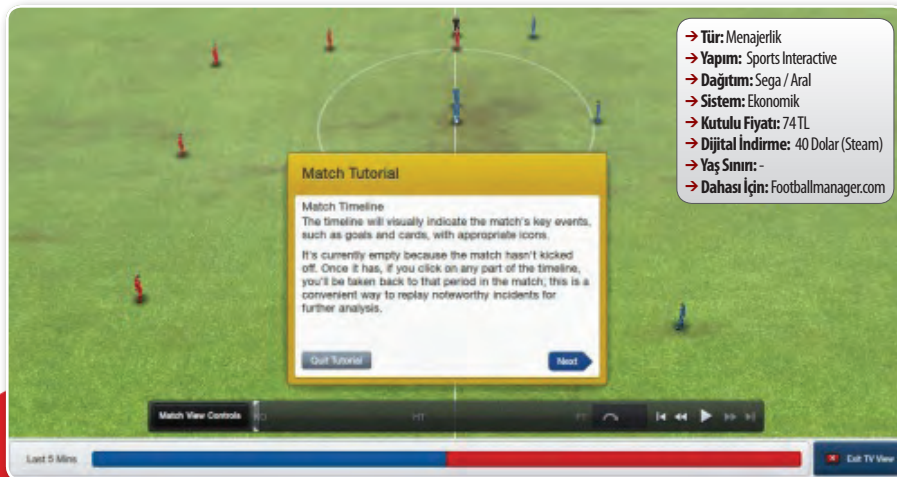 → Tür: Menajerlik
→ Yapım: Sports Interactive
→ Dağıtım: Sega / Aral
→ Sistem: Ekonomik
→ Kutulu Fiyatı: 74 TL
→ Dijital İndirme: 40 Dolar (Steam)
→ Yaş Sınırı: -
→ Dahası İçin: Footballmanager.com
Match Tutorial
Match Timeline
The timeline will visually indicate the match's key events,
such as goals and cards, with appropriate icons.
It's currently empty because the match hasn't kicked
off. Once it has, if you click on any part of the timeline,
you'll be taken back to that period in the match; this is a
convenient way to replay noteworthy incidents for
further analysis.
Quit Tutorial
Next
Match View Controls
KO
HT
FT
Last 5 Mins
Exit TV View